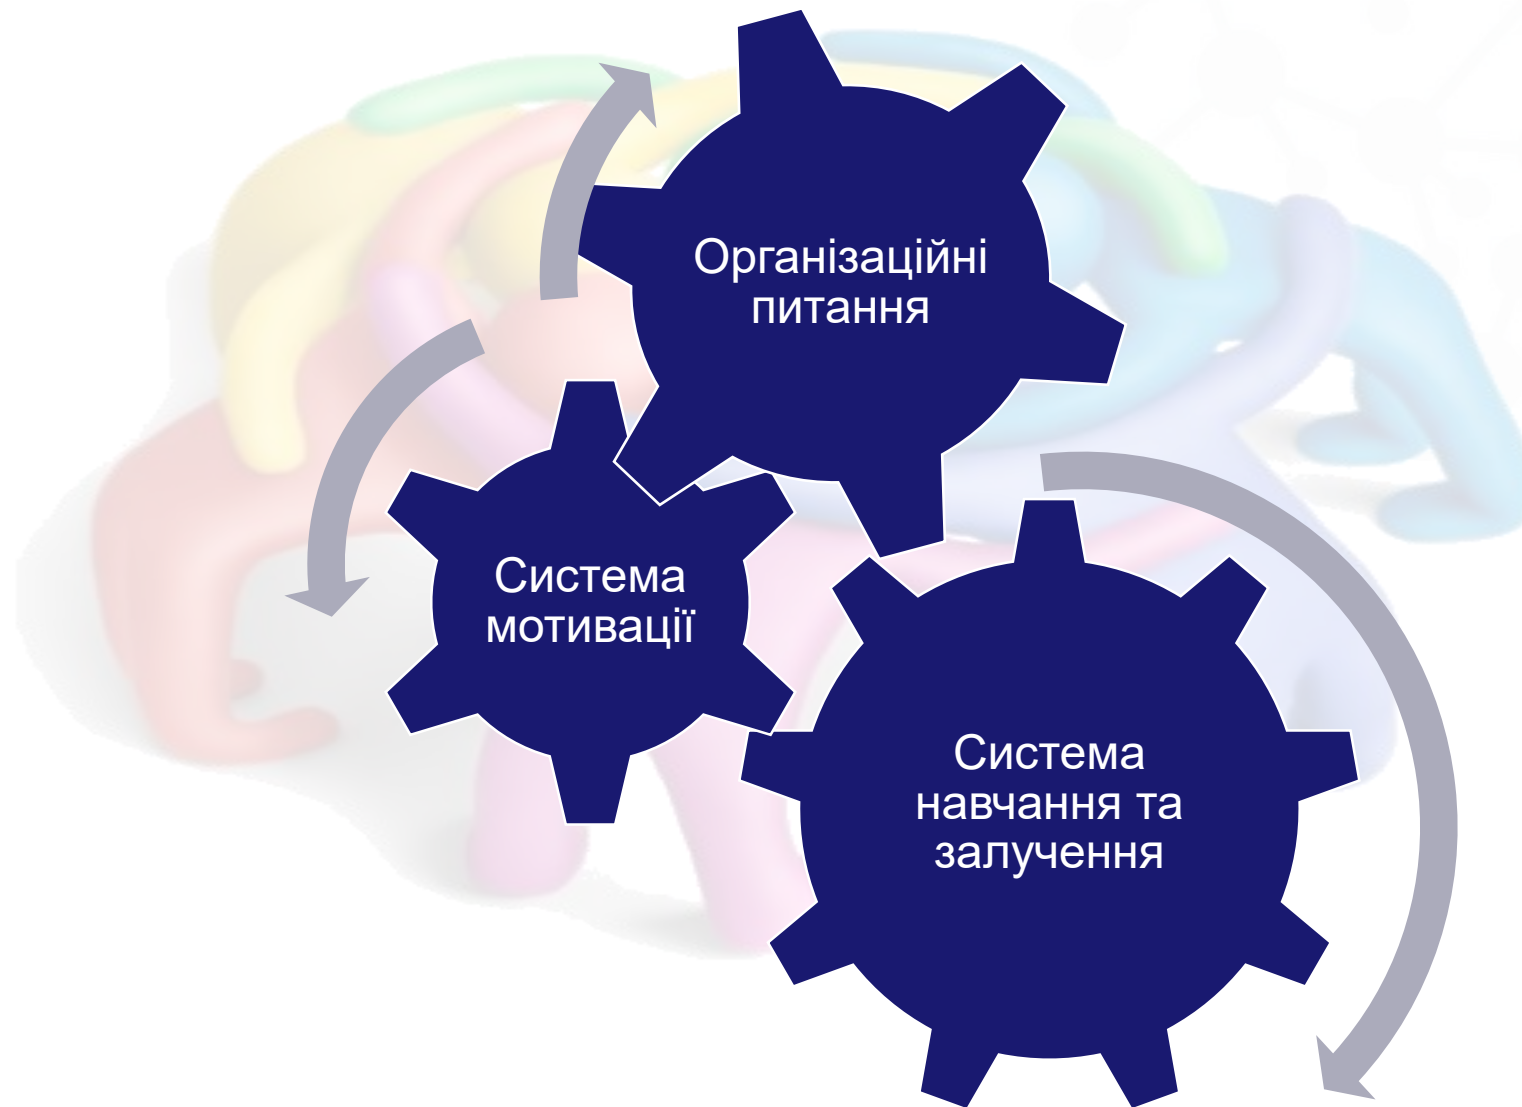 Організаційні
питання
Система
мотивації
Система
навчання та
залучення